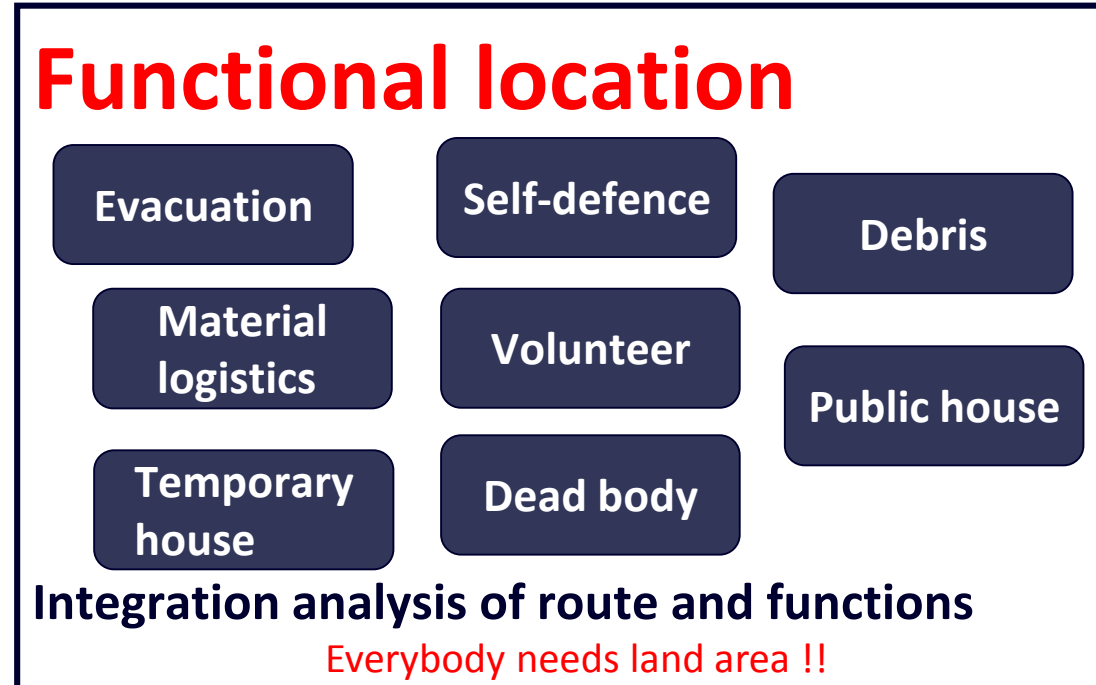 Functional location
Evacuation
Self-defence
Debris
Material
logistics
Volunteer
Public house
Temporary
house
Dead body
Integration analysis of route and functions
Everybody needs land area !!